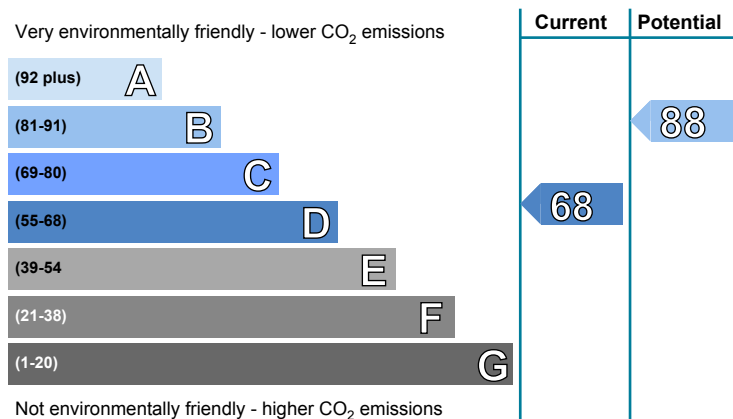 Very environmentally friendly - lower CO2 emissions
Current
Potential
(92 plus) A
(81-91) B
88
(69-80) C
(55-68) D
68
(39-54 E
(21-38) F
(1-20) G
Not environmentally friendly - higher CO2 emissions